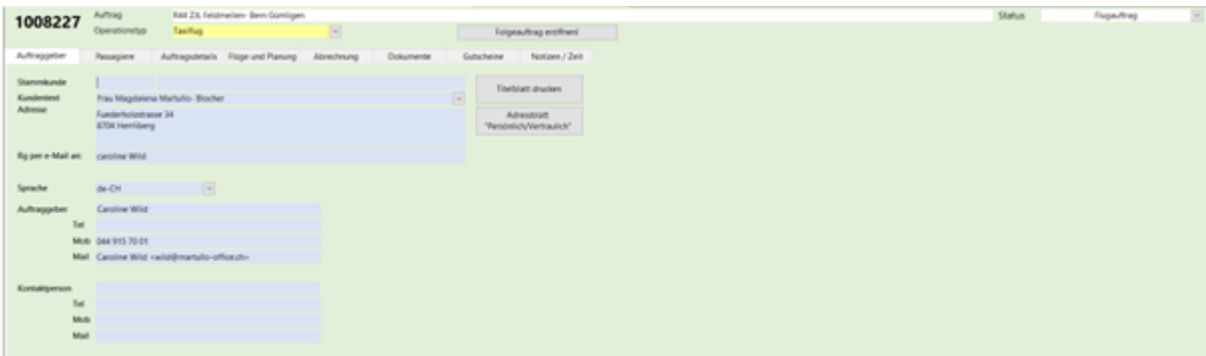 1008227
Auftrag R44 ZJL Feldmeilen- Bern Gümligen Status Flugauftrag
Operationstyp Taxiflug Folgeauftrag eröffnen!
Auftraggeber Passagiere Auftragsdetails Flüge und Planung Abrechnung Dokumente Gutscheine Notizen / Zeit
Stammkunde
Titelblatt drucken
Kundentext Frau Magdalena Martullo- Blocher
Adresse Fuederholzstrasse 34
8704 Herrliberg
Adressblatt
"Persönlich/Vertraulich"
Rg per e-Mail an: caroline Wild
Sprache de-CH
Auftraggeber Caroline Wild
Tel
Mob 044 915 70 01
Mail Caroline Wild <wild@martullo-office.ch>
Kontaktperson
Tel
Mob
Mail